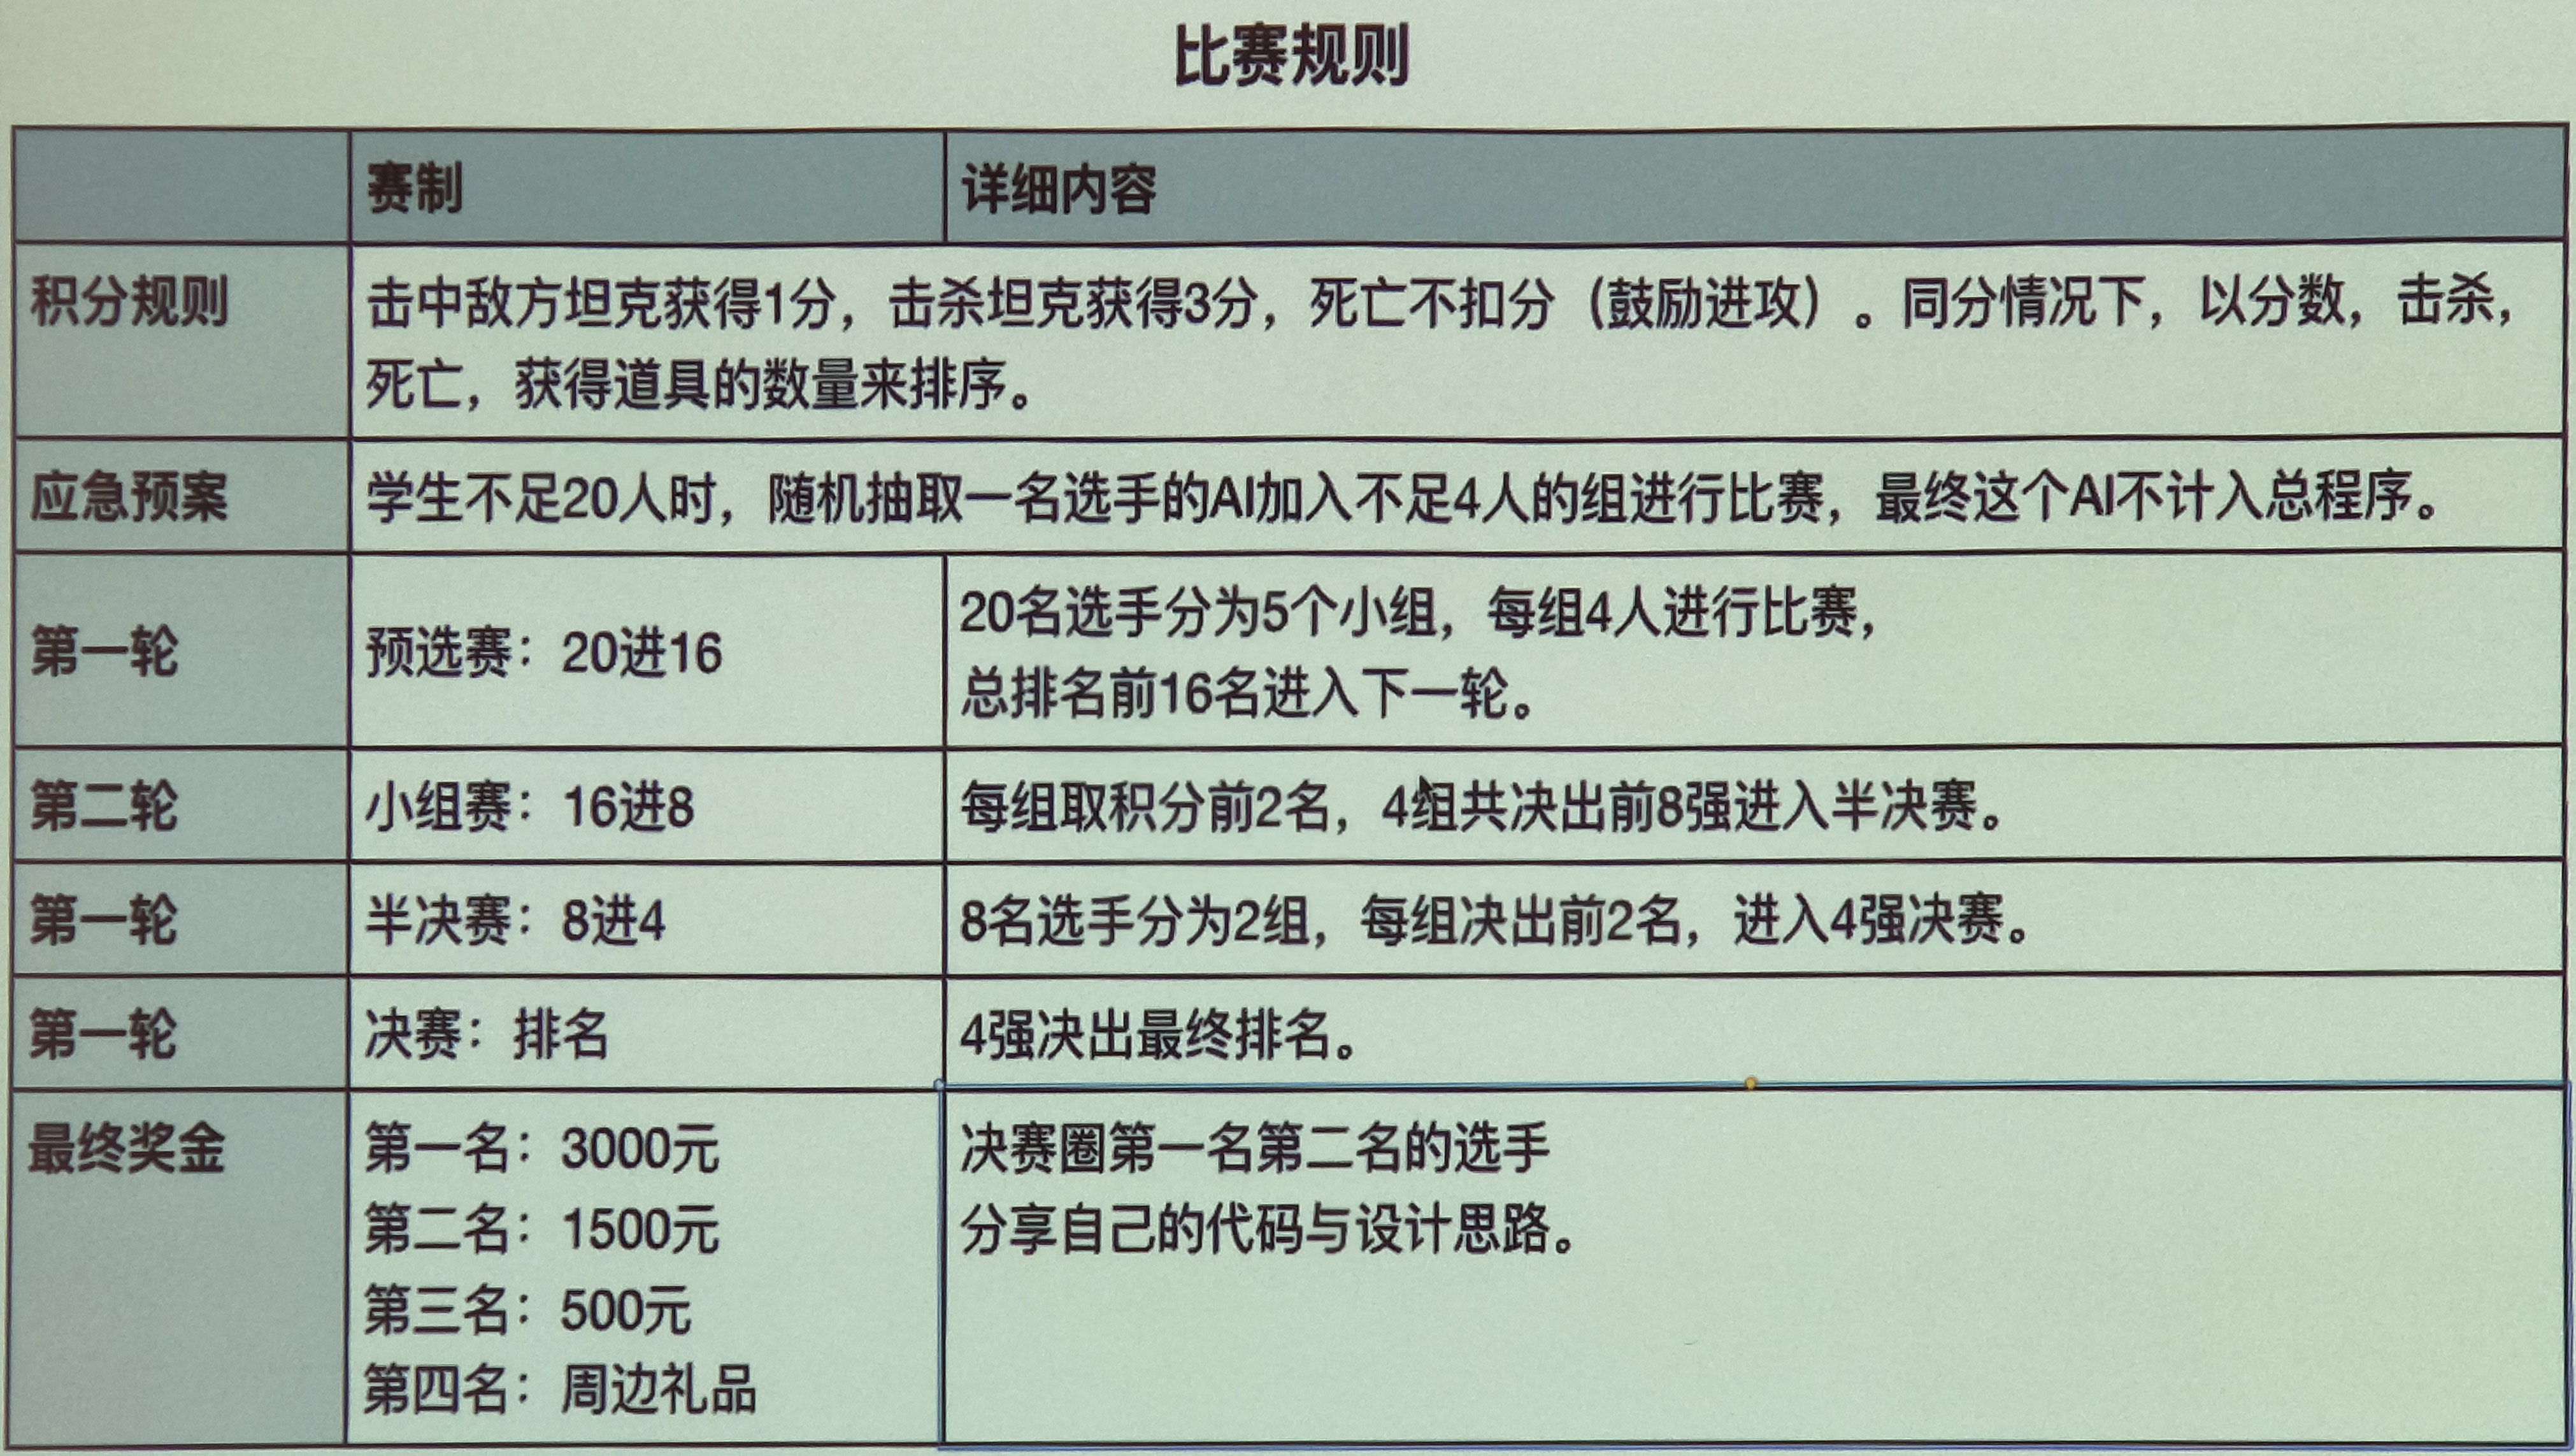 比赛规则
赛制
详细内容
积分规则
击中敌方坦克获得1分，击杀坦克获得3分，死亡不扣分（鼓励进攻）。同分情况下，以分数，击杀，
死亡，获得道具的数量来排序。
应急预案
学生不足20人时，随机抽取一名选手的AI加入不足4人的组进行比赛，最终这个AI不计入总程序。
第一轮
预选赛：20进16
20名选手分为5个小组，每组4人进行比赛，
总排名前16名进入下一轮。
第二轮
小组赛：16进8
每组取积分前2名，4组共决出前8强进入半决赛。
第一轮
半决赛：8进4
8名选手分为2组，每组决出前2名，进入4强决赛。
第一轮
决赛：排名
4强决出最终排名。
最终奖金
第一名：3000元
第二名：1500元
第三名：500元
第四名：周边礼品
决赛圈第一名第二名的选手
分享自己的代码与设计思路。